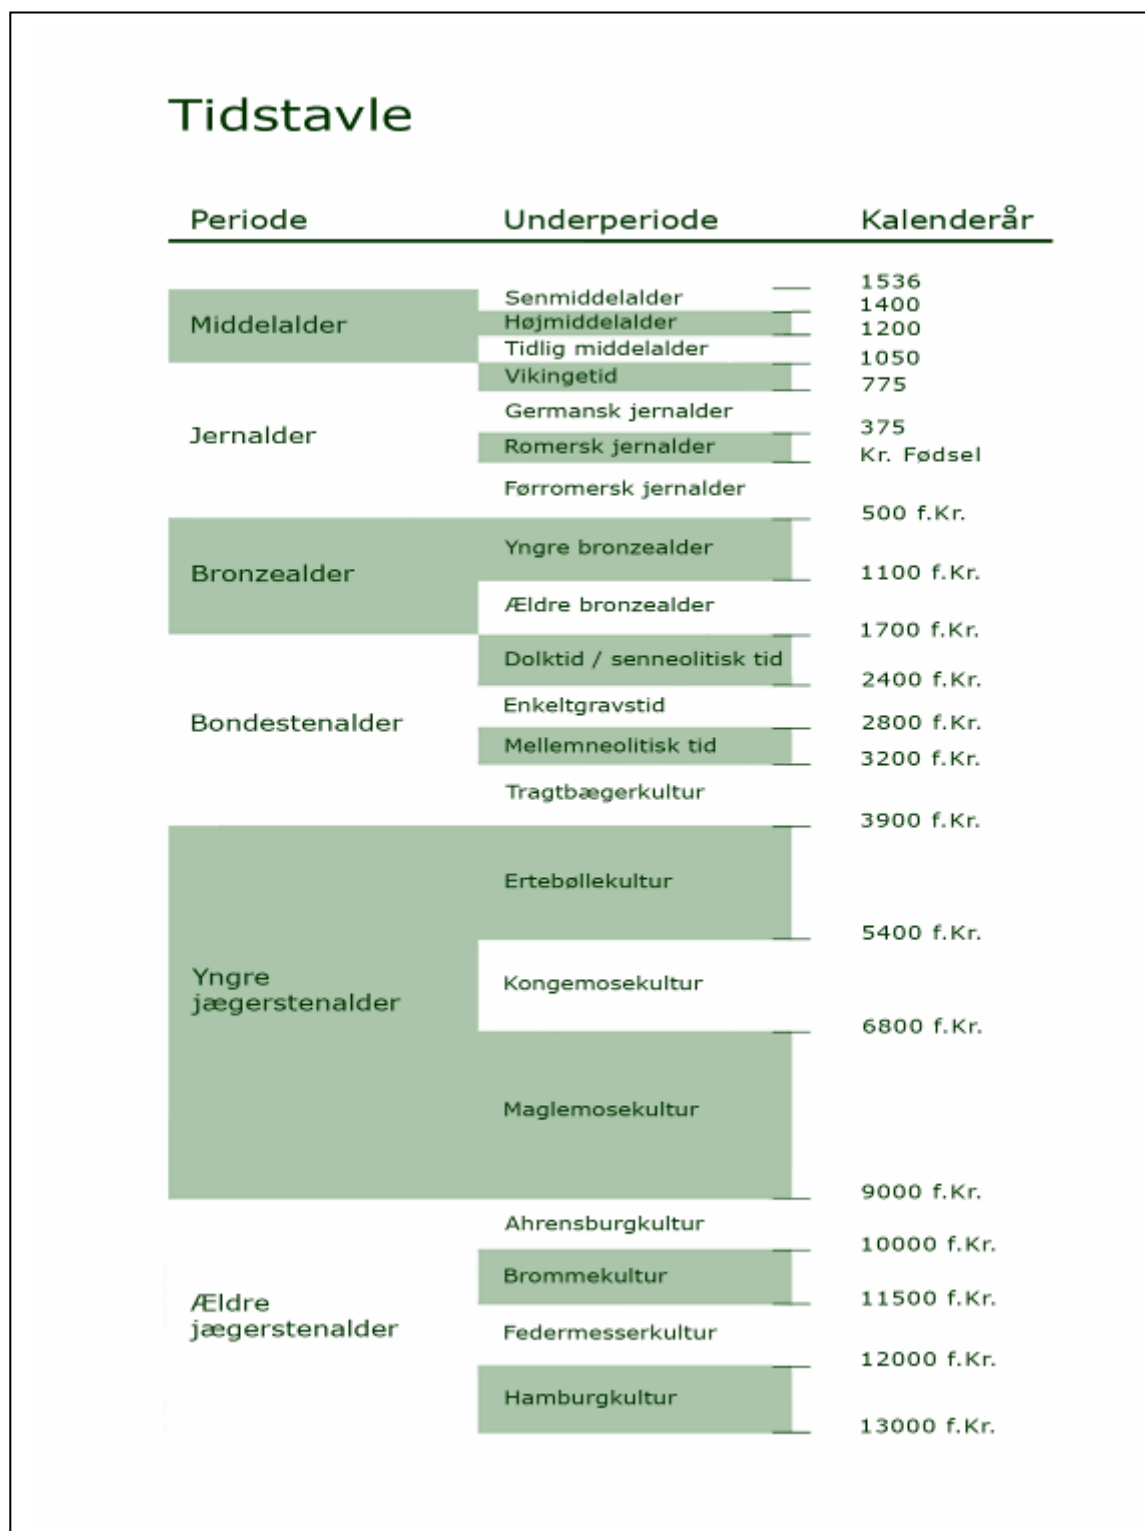 Tidstavle
Periode Underperiode Kalenderår
1536
Senmiddelalder
1400
Middelalder Højmiddelalder
1200
Tidlig middelalder
1050
Vikingetid
775
Germansk jernalder
375
Jernalder
Romersk jernalder
Kr. Fødsel
Førromersk jernalder
500 f.Kr.
Yngre bronzealder
Bronzealder
1100 f.Kr.
Ældre bronzealder
1700 f.Kr.
Dolktid / senneolitisk tid
2400 f.Kr.
Enkeltgravstid
Bondestenalder
2800 f.Kr.
Mellemneolitisk tid
3200 f.Kr.
Tragtbægerkultur
3900 f.Kr.
Ertebøllekultur
5400 f.Kr.
Yngre
jægerstenalder
Kongemosekultur
6800 f.Kr.
Maglemosekultur
9000 f.Kr.
Ahrensburgkultur
10000 f.Kr.
Brommekultur
11500 f.Kr.
Ældre
jægerstenalder
Federmesserkultur
12000 f.Kr.
Hamburgkultur
13000 f.Kr.